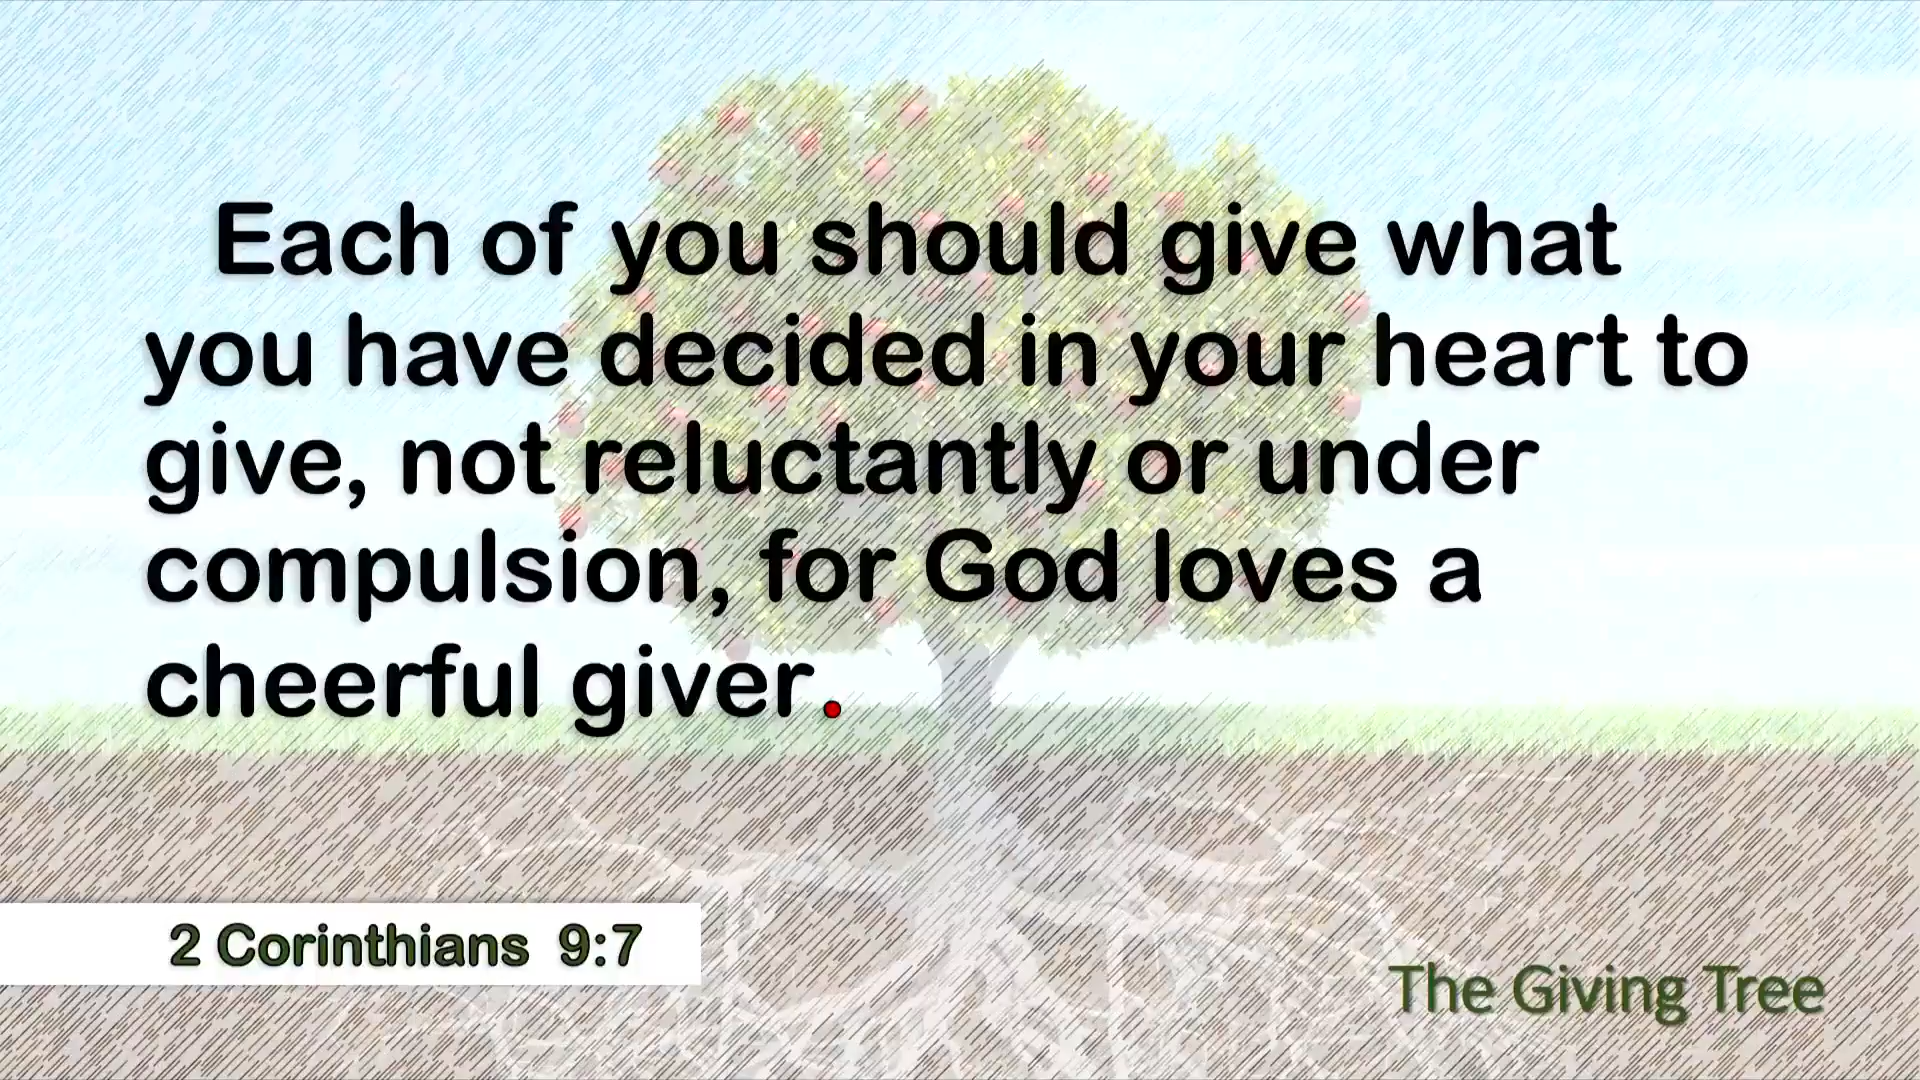 Each of you should give what
you have decided in your heart to
give, not reluctantly or under
compulsion, for God loves a
cheerful giver.
2 Corinthians 9:7
The Giving Tree